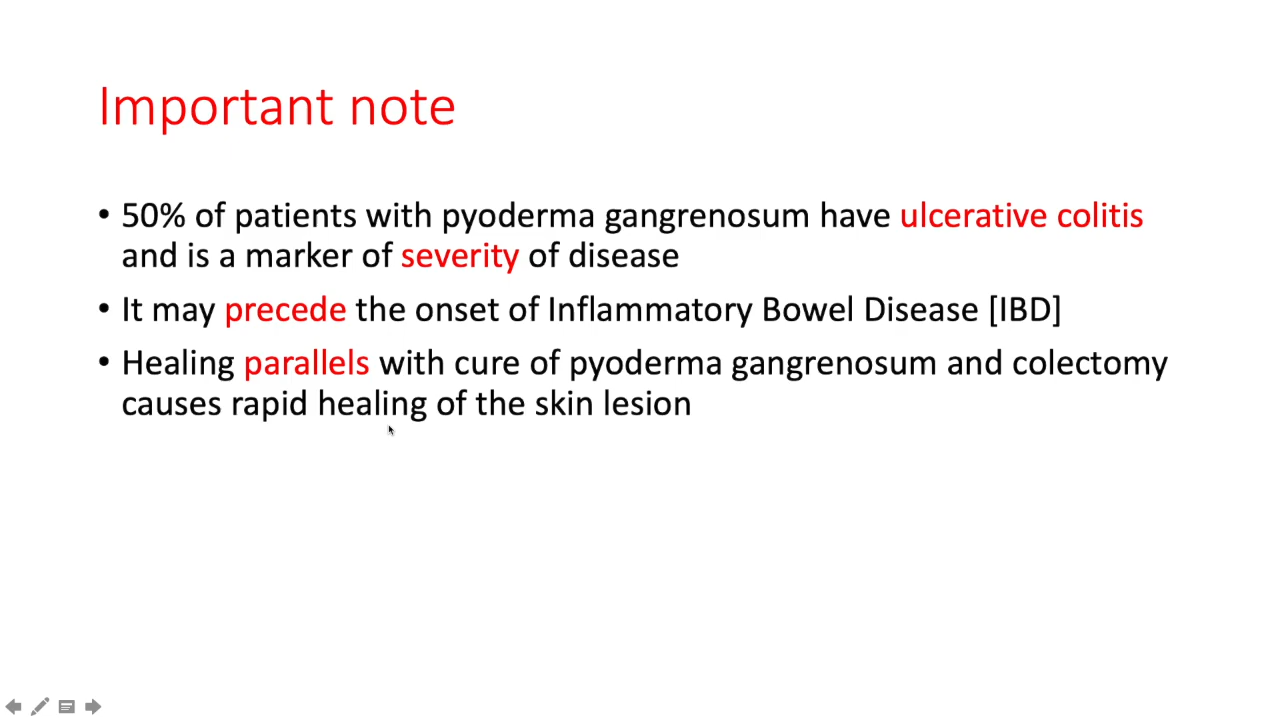 Important note
• 50% of patients with pyoderma gangrenosum have ulcerative colitis
and is a marker of severity of disease
• It may precede the onset of Inflammatory Bowel Disease [IBD]
• Healing parallels with cure of pyoderma gangrenosum and colectomy
causes rapid healing of the skin lesion